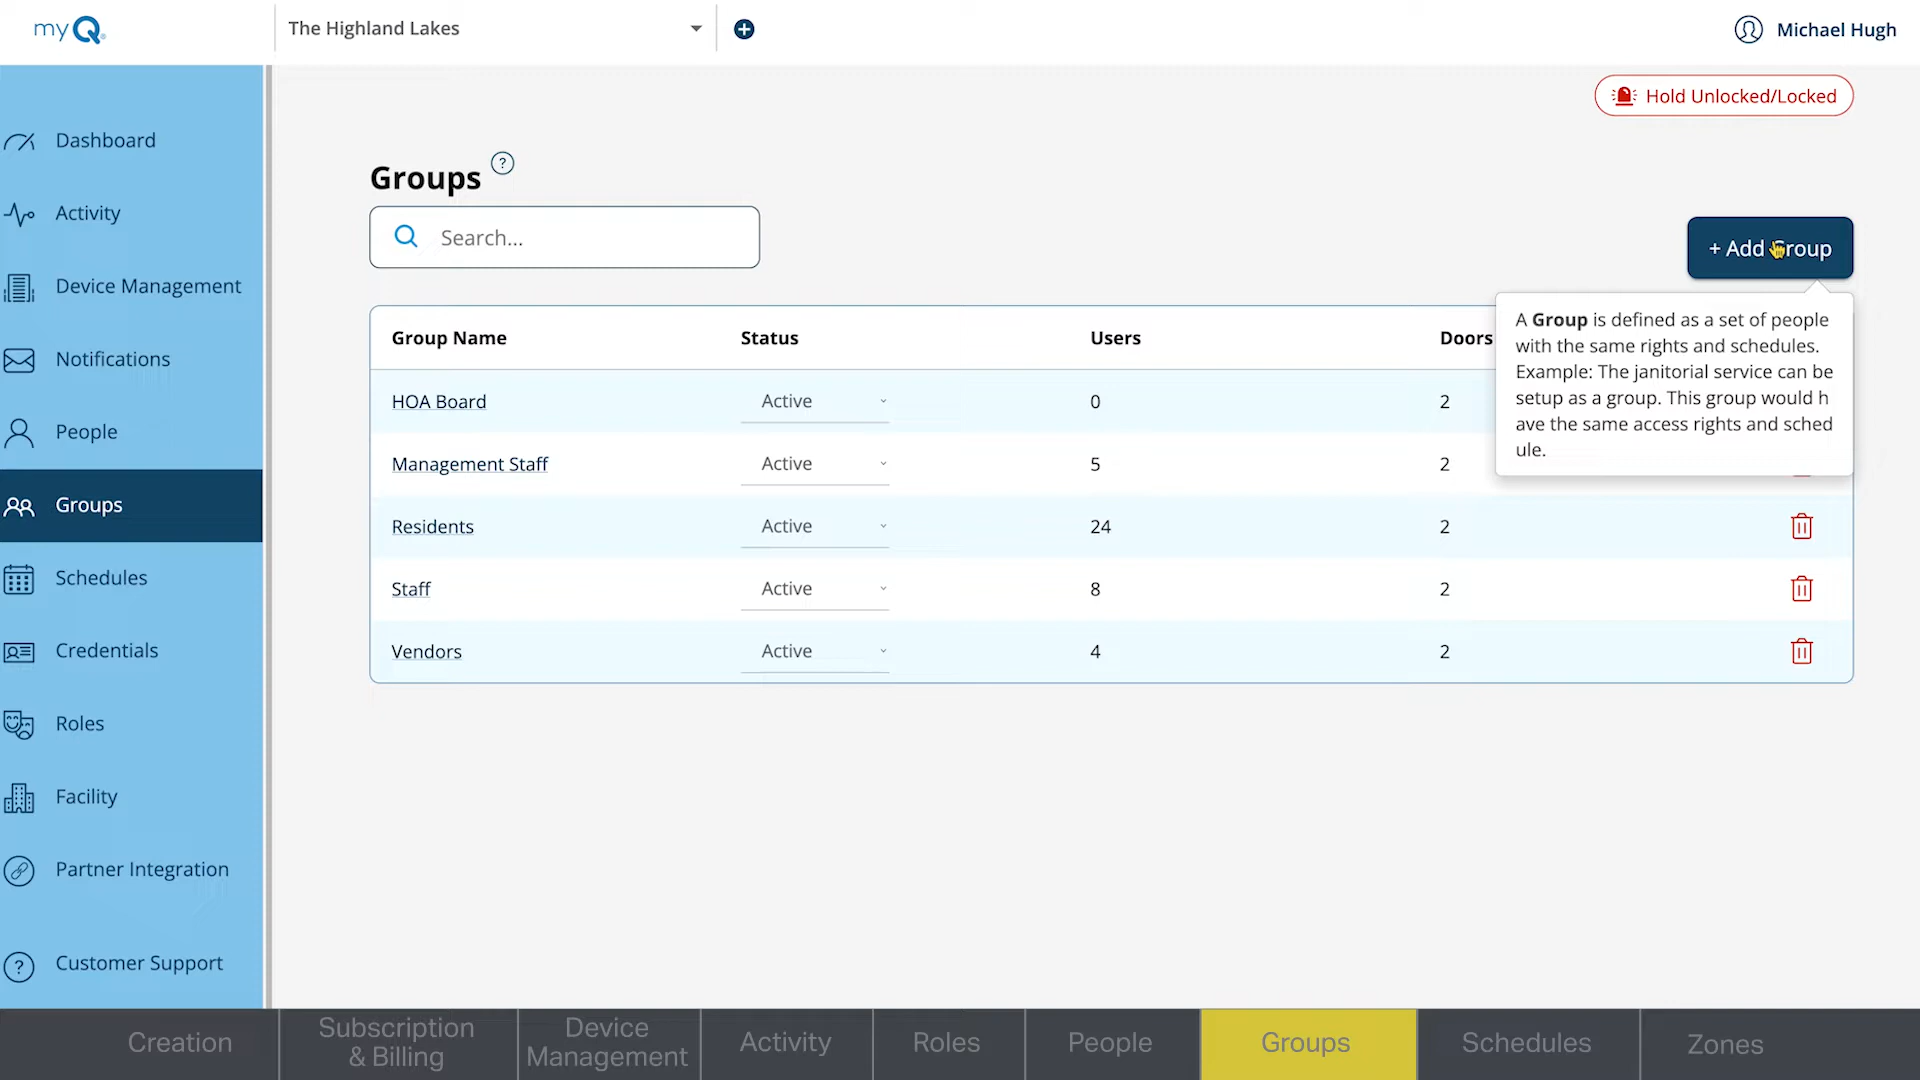 myQ
The Highland Lakes
Michael Hugh
Hold Unlocked/Locked
Dashboard
Activity
Device Management
Notifications
People
Groups
Schedules
Credentials
Roles
Facility
Partner Integration
Customer Support
Groups ?
Search...
+ Add Group
Group Name Status Users Doors
HOA Board Active 0 2
Management Staff Active 5 2
Residents Active 24 2
Staff Active 8 2
Vendors Active 4 2
A Group is defined as a set of people
with the same rights and schedules.
Example: The janitorial service can be
setup as a group. This group would h
ave the same access rights and sched
ule.
Creation
Subscription
& Billing
Device
Management
Activity
Roles
People
Groups
Schedules
Zones